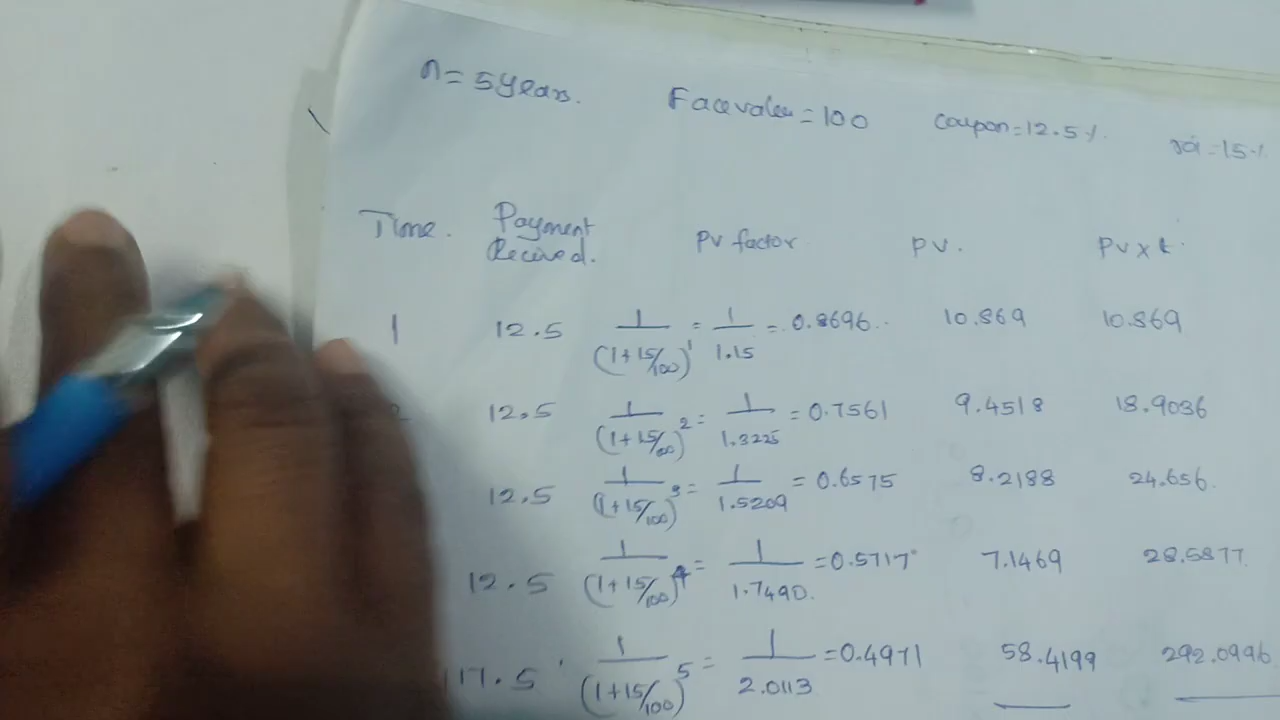 n = 5 years. Face value = 100 Coupon = 12.5% = 15%
Time. Payment Recived. PV factor PV. PV x t.
1 12.5 1/(1+15/100)^1 = 1/1.15 = 0.8696.. 10.869 10.869
12.5 1/(1+15/100)^2 = 1/1.3225 = 0.7561 9.4518 18.9036
12.5 1/(1+15/100)^3 = 1/1.5209 = 0.6575 8.2188 24.656.
12.5 1/(1+15/100)^4 = 1/1.7490. = 0.5717 7.1469 28.5877.
117.5 1/(1+15/100)^5 = 1/2.0113 = 0.4971 58.4199 292.0996